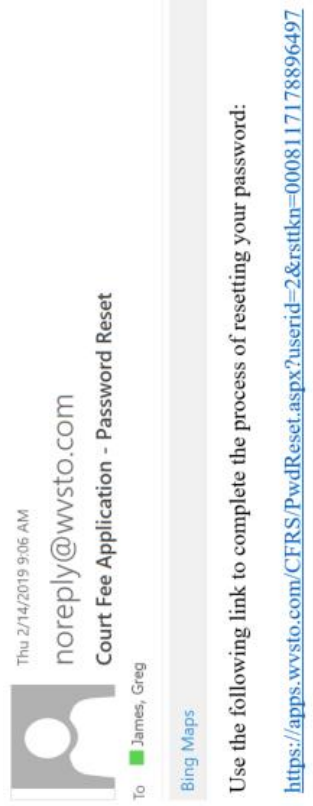 Thu 2/14/2019 9:06 AM
noreply@wvsto.com
Court Fee Application - Password Reset
To James, Greg
Bing Maps
Use the following link to complete the process of resetting your password:
https://apps.wvsto.com/CFRS/PwdReset.aspx?userid=2&rsttkn=0008117178896497